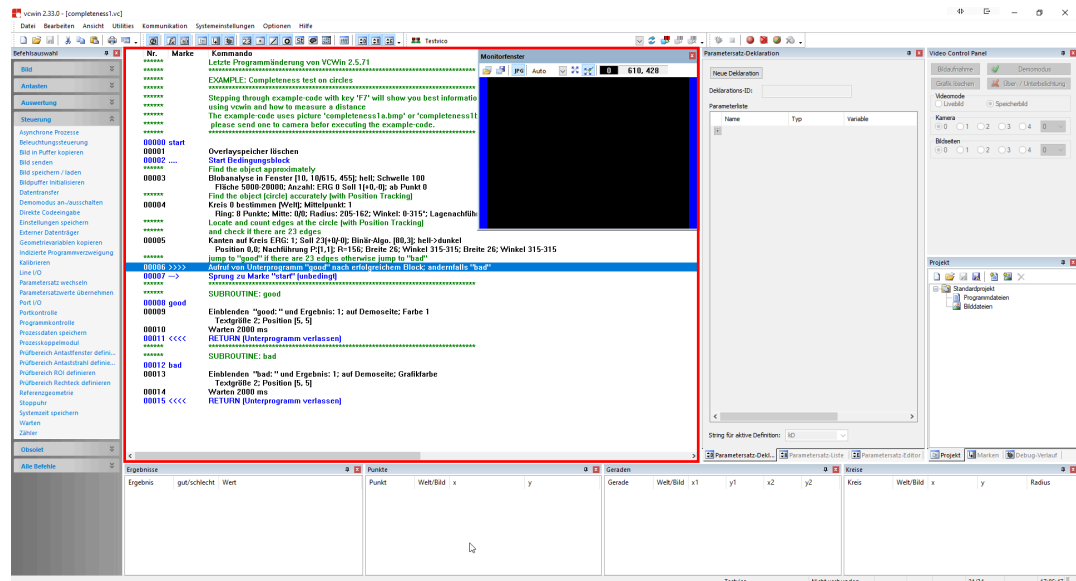 vcwin 2.33.0 - [completeness1.vc]
Datei Bearbeiten Ansicht Utilities Kommunikation Systemeinstellungen Optionen Hilfe
Testvico
Befehlsauswahl
Bild
Antasten
Auswertung
Steuerung
Asynchrone Prozesse
Beleuchtungssteuerung
Bild in Puffer kopieren
Bild senden
Bild speichern / laden
Bildpuffer Initialisieren
Datentransfer
Demomodus an-/ausschalten
Direkte Codeeingabe
Einstellungen speichern
Externer Datenträger
Geometrievariablen kopieren
Indizierte Programmverzweigung
Kalibrieren
Line I/O
Parametersatz wechseln
Parametersatzwerte übernehmen
Port I/O
Portkontrolle
Programmkontrolle
Prozessdaten speichern
Prozesskoppelmodul
Prüfbereich Antastfenster defini...
Prüfbereich Antaststrahl definie...
Prüfbereich ROI definieren
Prüfbereich Rechteck definieren
Referenzgeometrie
Stoppuhr
Systemzeit speichern
Warten
Zähler
Obsolet
Alle Befehle
Nr. Marke Kommando
****** Letzte Programmänderung von VCWin 2.5.71
****** EXAMPLE: Completeness test on circles
****** Stepping through example-code with key 'F7' will show you best informatio
****** using vcwin and how to measure a distance
****** The example-code uses picture 'completeness1a.bmp' or 'completeness1b
****** please send one to camera befor executing the example-code.
00000 start
00001 Overlayspeicher löschen
00002 .... Start Bedingungsblock
****** Find the object approximately
00003 Blobanalyse in Fenster [10, 10/615, 455]; hell; Schwelle 100
Fläche 5000-20000; Anzahl: ERG 0 Soll 1[+0,-0]; ab Punkt 0
****** Find the object (circle) accurately (with Position Tracking)
00004 Kreis 0 bestimmen (Welt); Mittelpunkt: 1
Ring: 8 Punkte; Mitte: 0/0; Radius: 205-162; Winkel: 0-315°; Lagenachfüh
****** Locate and count edges at the circle (with Position Tracking)
****** and check if there are 23 edges
00005 Kanten auf Kreis ERG: 1; Soll 23[+0/-0]; Binär-Algo. [80,3]; hell->dunkel
Position 0,0; Nachführung P:[1,1]; R=156; Breite 26; Winkel 315-315; Breite 26; Winkel 315-315
****** jump to "good" if there are 23 edges otherwise jump to "bad"
00006 >>>> Aufruf von Unterprogramm "good" nach erfolgreichem Block; andernfalls "bad"
00007 --> Sprung zu Marke "start" (unbedingt)
****** SUBROUTINE: good
00008 good
00009 Einblenden "good: " und Ergebnis: 1; auf Demoseite; Farbe 1
Textgröße 2; Position [5, 5]
00010 Warten 2000 ms
00011 <<<< RETURN (Unterprogramm verlassen)
****** SUBROUTINE: bad
00012 bad
00013 Einblenden "bad: " und Ergebnis: 1; auf Demoseite; Grafikfarbe
Textgröße 2; Position [5, 5]
00014 Warten 2000 ms
00015 <<<< RETURN (Unterprogramm verlassen)
Monitorfenster
JPG Auto 0 610, 428
Parametersatz-Deklaration
Neue Deklaration
Deklarations-ID:
Parameterliste
Name Typ Variable
String für aktive Definition: %D
Parametersatz-Dekl... Parametersatz-Liste Parametersatz-Editor
Video Control Panel
Bildaufnahme Demomodus
Grafik löschen Über- / Unterbelichtung
Videomode
Livebild Speicherbild
Kamera
0 1 2 3 4 0
Bildseiten
0 1 2 3 4 0
Projekt
Standardprojekt
Programmdateien
Bilddateien
Projekt Marken Debug-Verlauf
Ergebnisse
Ergebnis gut/schlecht Wert
Punkte
Punkt Welt/Bild x y
Geraden
Gerade Welt/Bild x1 y1 x2 y2
Kreise
Kreis Welt/Bild x y Radius